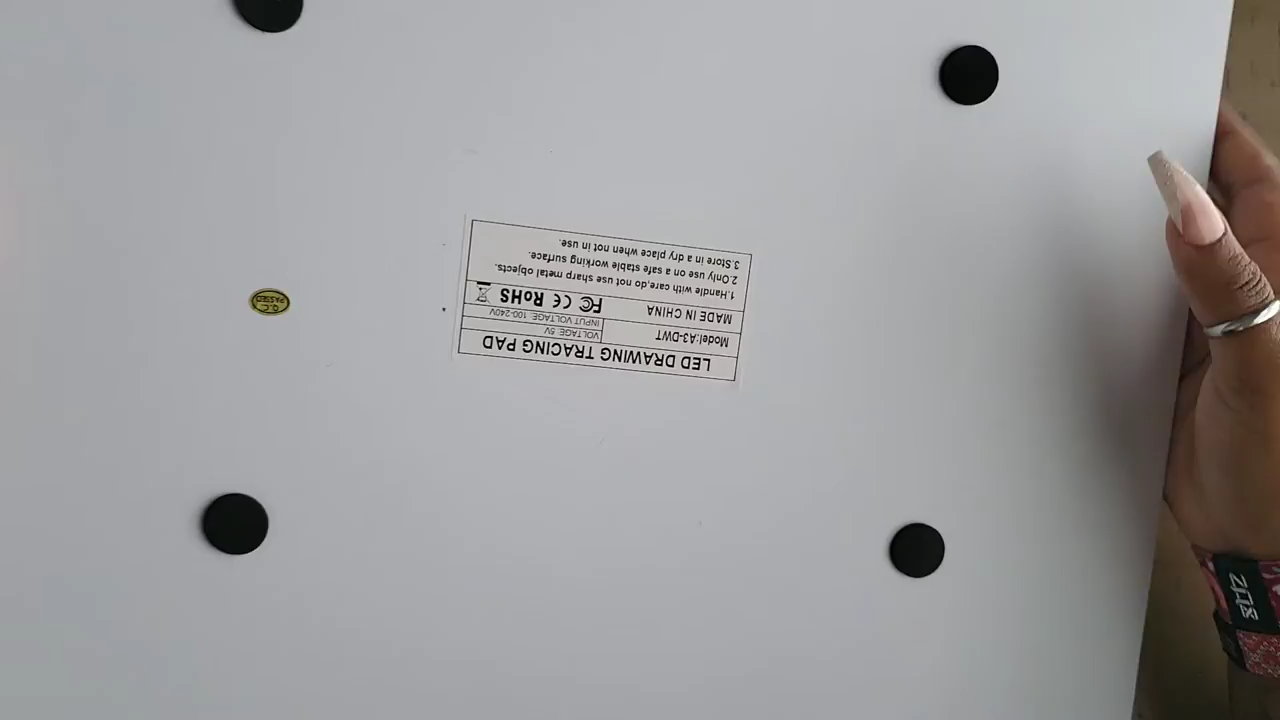 LED DRAWING TRACING PAD
Model:A3-DWT
VOLTAGE: 5V
INPUT VOLTAGE: 100-240V
MADE IN CHINA
FC CE RoHS
1.Handle with care,do not use sharp metal objects.
2.Only use on a safe stable working surface.
3.Store in a dry place when not in use.
Q.C.
PASSED